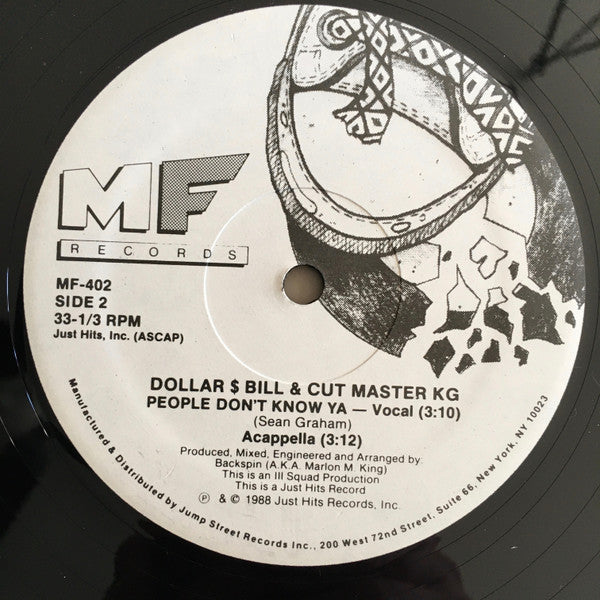 MF
RECORDS
MF-402
SIDE 2
33-1/3 RPM
Just Hits, Inc. (ASCAP)
DOLLAR $ BILL & CUT MASTER KG
PEOPLE DON'T KNOW YA — Vocal (3:10)
(Sean Graham)
Acappella (3:12)
Produced, Mixed, Engineered and Arranged by:
Backspin (A.K.A. Marlon M. King)
This is an Ill Squad Production
This is a Just Hits Record
Ⓟ & © 1988 Just Hits Records, Inc.
Manufactured & Distributed by Jump Street Records Inc., 200 West 72nd Street, Suite 66, New York, NY 10023